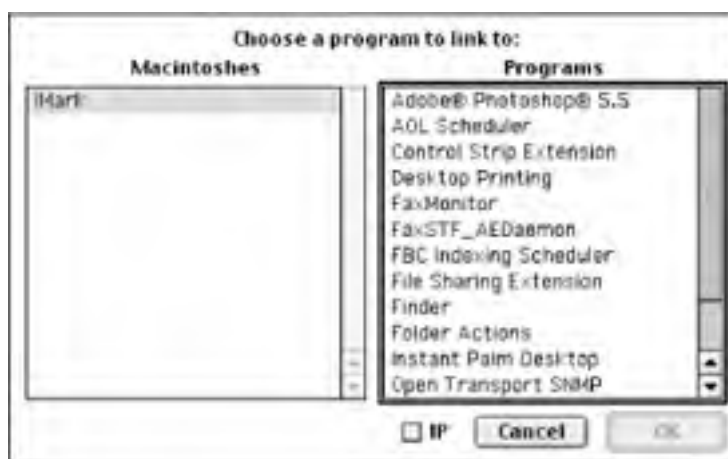 Choose a program to link to:
Macintoshes
Programs
iMark
Adobe® Photoshop® 5.5
AOL Scheduler
Control Strip Extension
Desktop Printing
FaxMonitor
FaxSTF_AEDaemon
FBC Indexing Scheduler
File Sharing Extension
Finder
Folder Actions
Instant Palm Desktop
Open Transport SNMP
IP
Cancel
OK